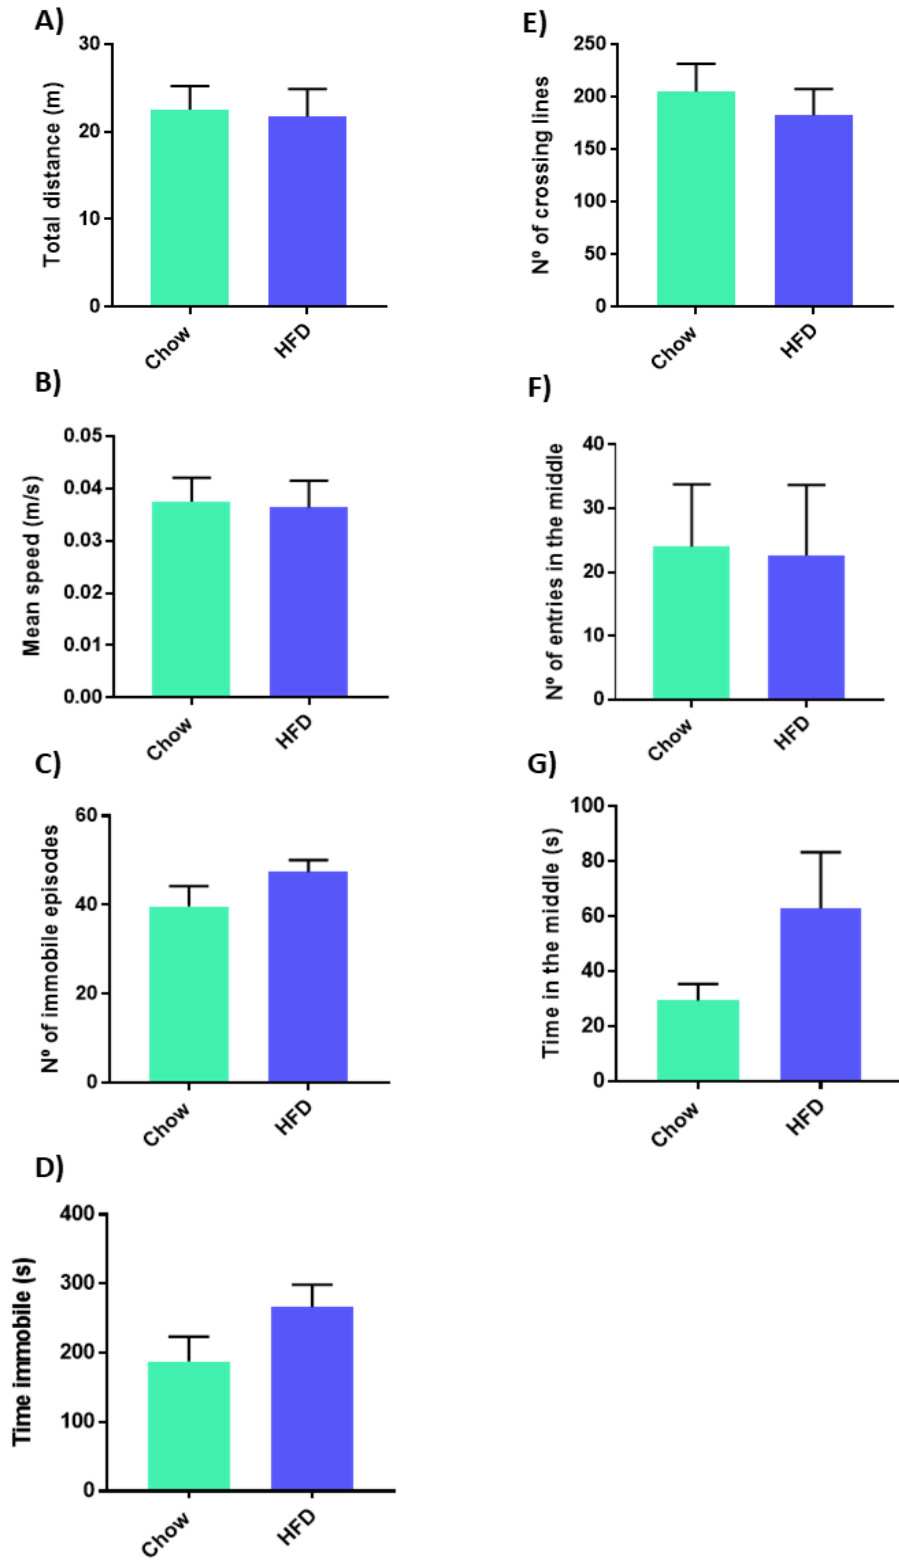 A)
Total distance (m)
30
20
10
0
Chow
HFD
B)
Mean speed (m/s)
0.05
0.04
0.03
0.02
0.01
0.00
Chow
HFD
C)
Nº of immobile episodes
60
40
20
0
Chow
HFD
D)
Time immobile (s)
400
300
200
100
0
Chow
HFD
E)
Nº of crossing lines
250
200
150
100
50
0
Chow
HFD
F)
Nº of entries in the middle
40
30
20
10
0
Chow
HFD
G)
Time in the middle (s)
100
80
60
40
20
0
Chow
HFD